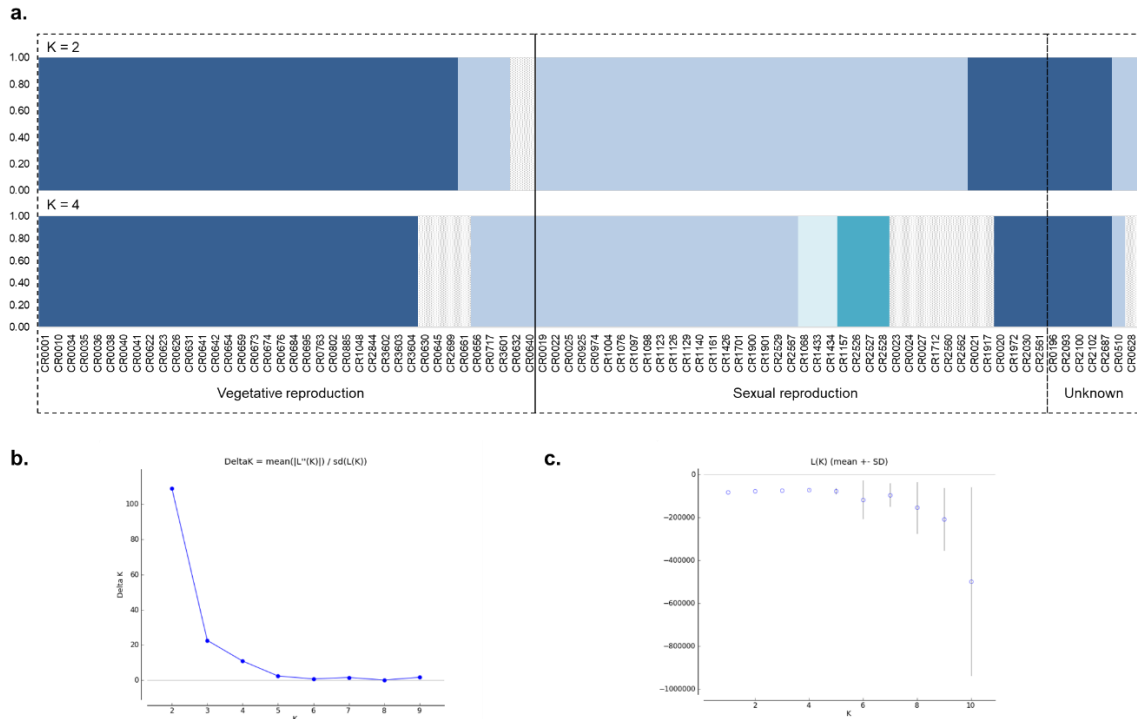 a.
K = 2
1.00
0.80
0.60
0.40
0.20
0.00
K = 4
1.00
0.80
0.60
0.40
0.20
0.00
CR0001
CR0010
CR0034
CR0035
CR0036
CR0038
CR0040
CR0041
CR0622
CR0623
CR0626
CR0631
CR0641
CR0642
CR0654
CR0659
CR0673
CR0674
CR0676
CR0684
CR0695
CR0763
CR0802
CR0885
CR1048
CR2844
CR3602
CR3603
CR3604
CR0630
CR0645
CR2699
CR0661
CR0656
CR0717
CR3601
CR0632
CR0640
CR0019
CR0022
CR0025
CR0925
CR0974
CR1004
CR1076
CR1097
CR1098
CR1123
CR1126
CR1129
CR1140
CR1161
CR1426
CR1701
CR1900
CR1901
CR2529
CR2567
CR1068
CR1433
CR1434
CR1157
CR2526
CR2527
CR2528
CR0023
CR0024
CR0027
CR1712
CR2560
CR2562
CR0021
CR1917
CR0020
CR1972
CR2030
CR2561
CR0196
CR2093
CR2100
CR2102
CR2687
CR0510
CR0628
Vegetative reproduction
Sexual reproduction
Unknown
b.
DeltaK = mean(|L''(K)|) / sd(L(K))
100
80
60
40
20
0
Delta K
2 3 4 5 6 7 8 9
K
c.
L(K) (mean +- SD)
0
−200000
−400000
−600000
−800000
−1000000
2 4 6 8 10
K